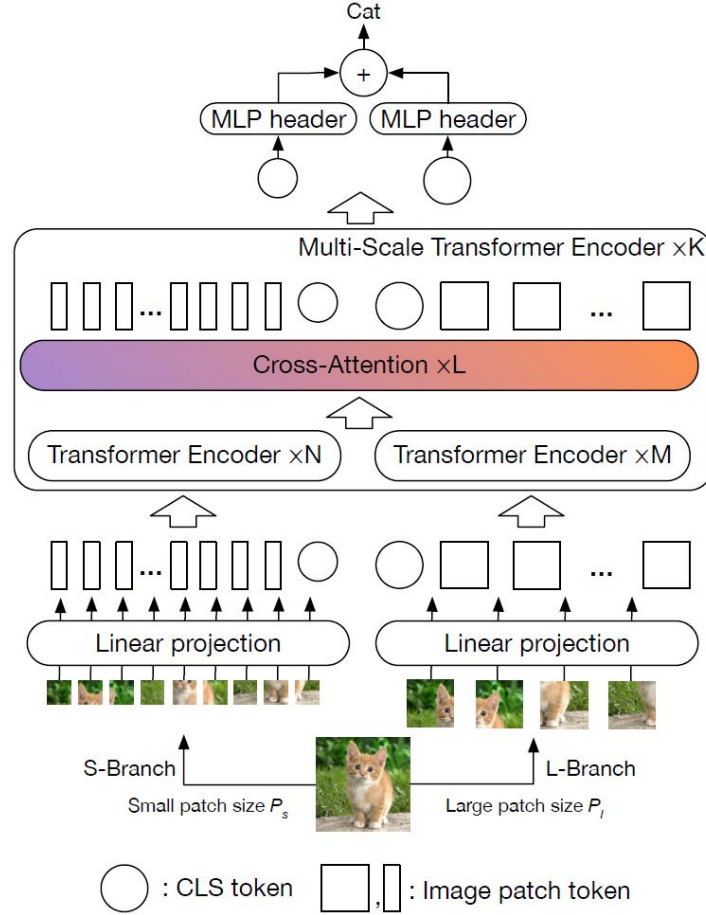 Cat
+
MLP header
MLP header
Multi-Scale Transformer Encoder ×K
...
...
Cross-Attention ×L
Transformer Encoder ×N
Transformer Encoder ×M
...
...
Linear projection
Linear projection
S-Branch
L-Branch
Small patch size Ps
Large patch size Pl
: CLS token
, : Image patch token